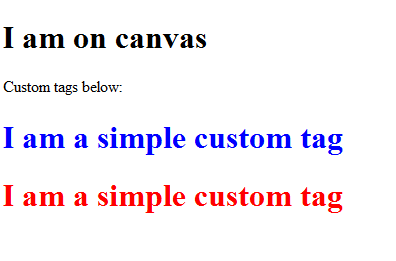 I am on canvas
Custom tags below:
I am a simple custom tag
I am a simple custom tag